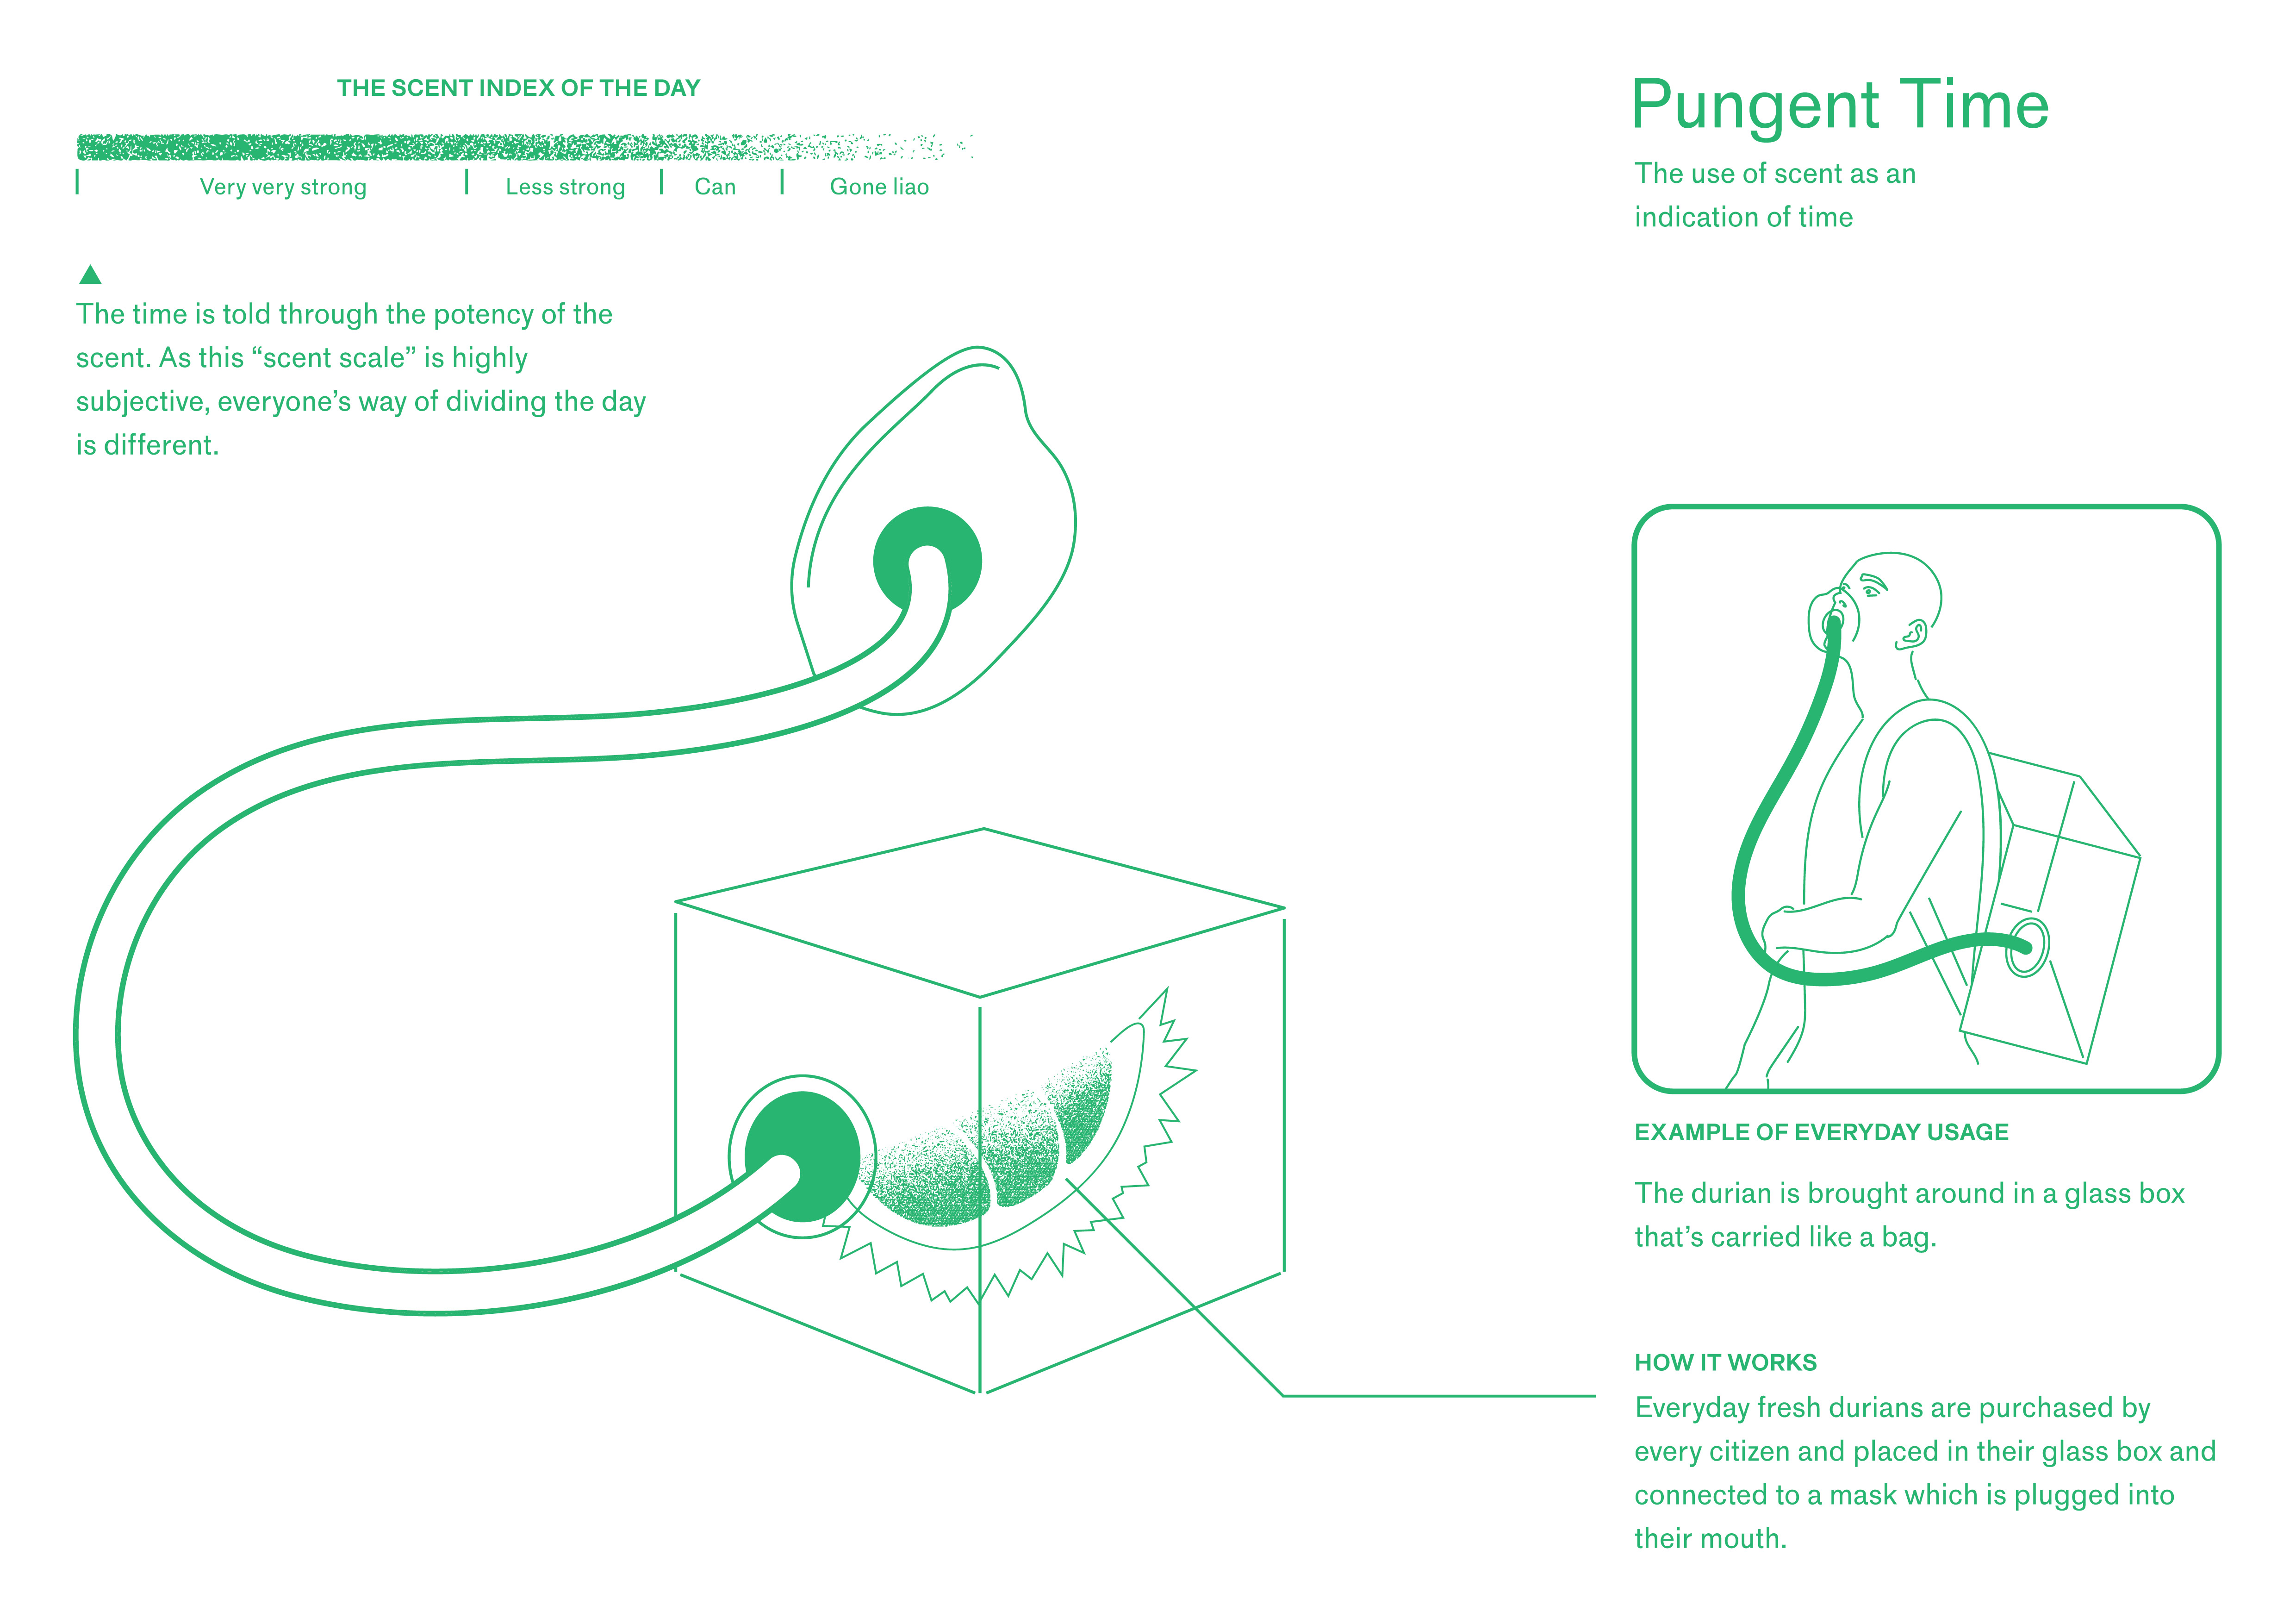 THE SCENT INDEX OF THE DAY
Very very strong
Less strong
Can
Gone liao
The time is told through the potency of the
scent. As this “scent scale” is highly
subjective, everyone’s way of dividing the day
is different.
Pungent Time
The use of scent as an
indication of time
EXAMPLE OF EVERYDAY USAGE
The durian is brought around in a glass box
that’s carried like a bag.
HOW IT WORKS
Everyday fresh durians are purchased by
every citizen and placed in their glass box and
connected to a mask which is plugged into
their mouth.